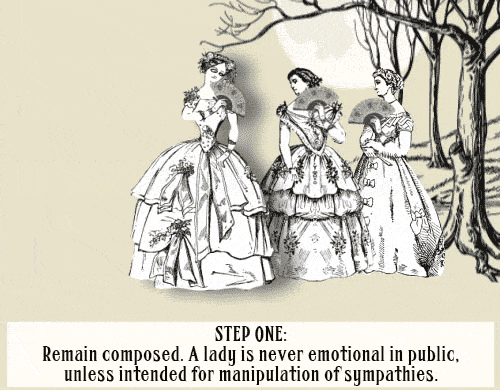 STEP ONE:
Remain composed. A lady is never emotional in public,
unless intended for manipulation of sympathies.